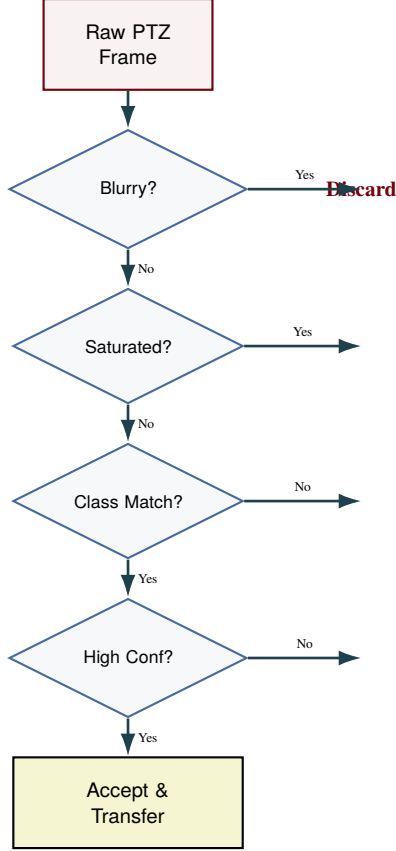 Raw PTZ
Frame
Blurry?
Yes
Discard
No
Saturated?
Yes
No
Class Match?
No
Yes
High Conf?
No
Yes
Accept &
Transfer